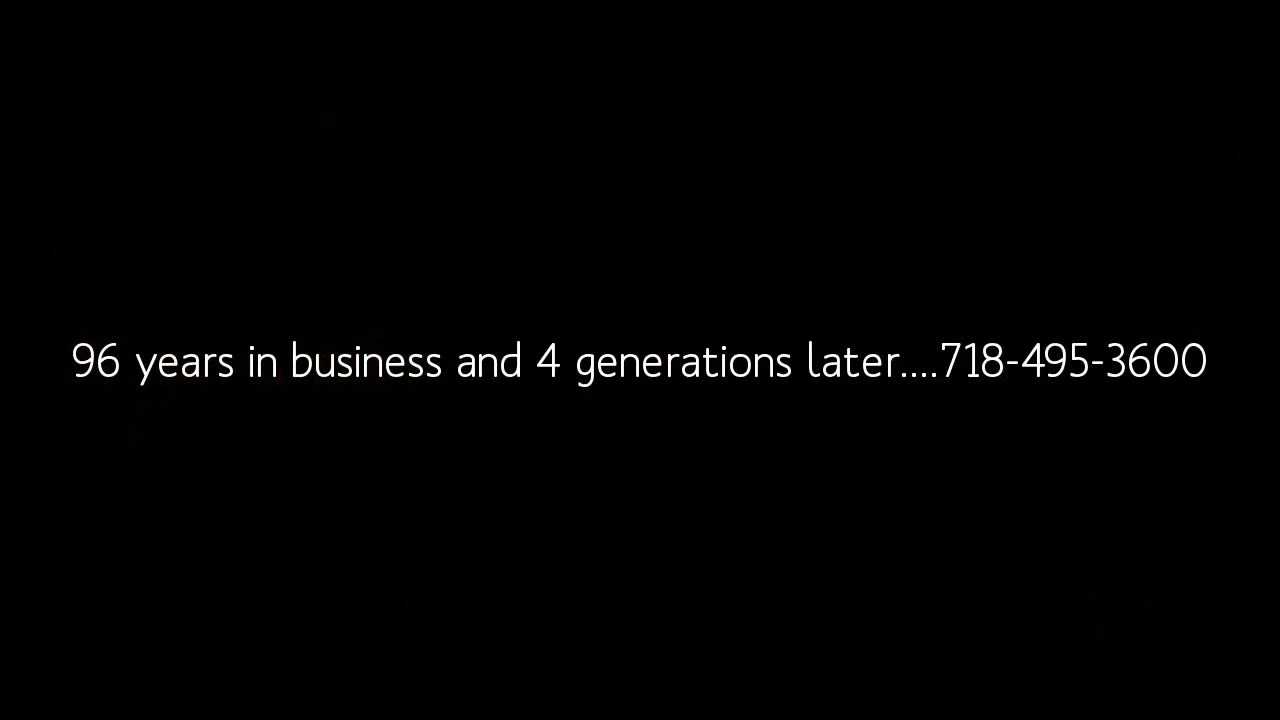 96 years in business and 4 generations later....718-495-3600